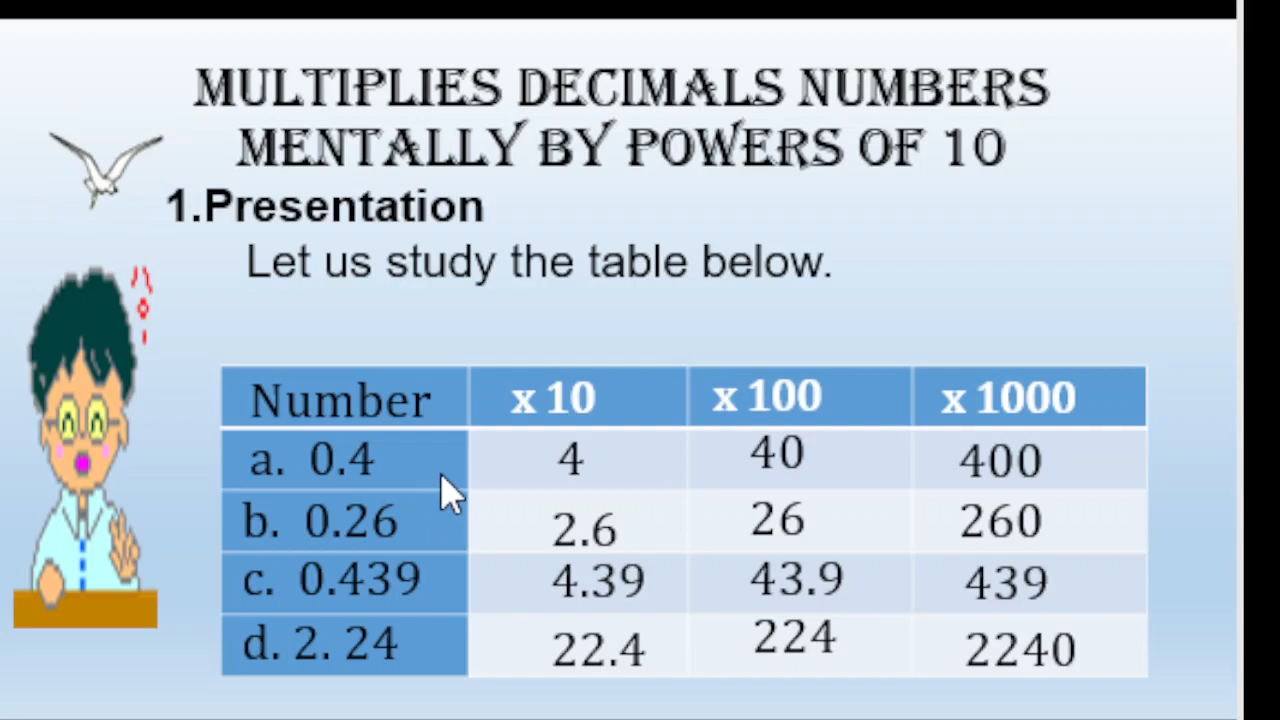 MULTIPLIES DECIMALS NUMBERS
MENTALLY BY POWERS OF 10
1.Presentation
Let us study the table below.
Number x 10 x 100 x 1000
a. 0.4 4 40 400
b. 0.26 2.6 26 260
c. 0.439 4.39 43.9 439
d. 2. 24 22.4 224 2240